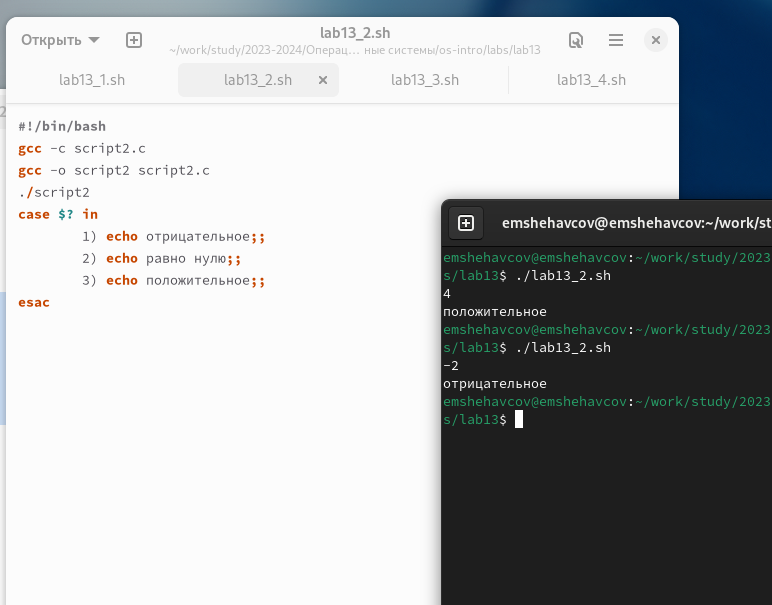 Открыть
lab13_2.sh
~/work/study/2023-2024/Операц... ные системы/os-intro/labs/lab13
lab13_1.sh
lab13_2.sh
lab13_3.sh
lab13_4.sh
#!/bin/bash
gcc -c script2.c
gcc -o script2 script2.c
./script2
case $? in
1) echo отрицательное;;
2) echo равно нулю;;
3) echo положительное;;
esac
emshehavcov@emshehavcov:~/work/st
emshehavcov@emshehavcov:~/work/study/2023
s/lab13$ ./lab13_2.sh
4
положительное
emshehavcov@emshehavcov:~/work/study/2023
s/lab13$ ./lab13_2.sh
-2
отрицательное
emshehavcov@emshehavcov:~/work/study/2023
s/lab13$